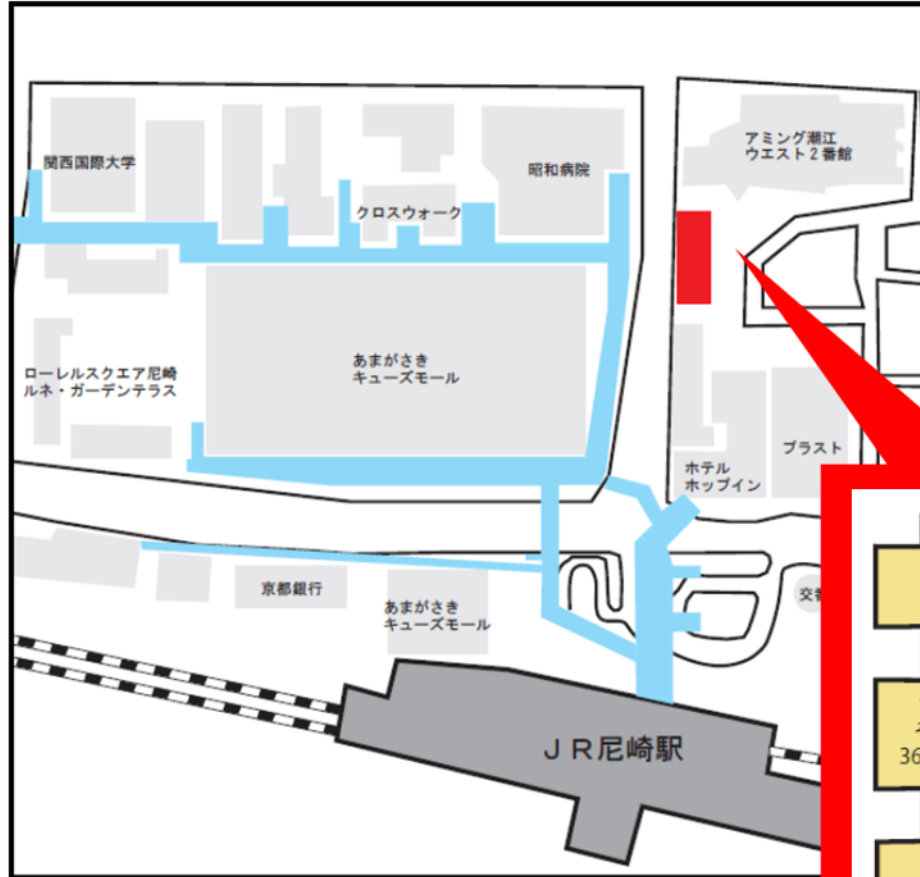 アミング潮江
ウエスト２番館
関西国際大学
昭和病院
クロスウォーク
あまがさき
キューズモール
ローレルスクエア尼崎
ルネ・ガーデンテラス
プラスト
ホテル
ホップイン
京都銀行
あまがさき
キューズモール
交番
ＪＲ尼崎駅
36